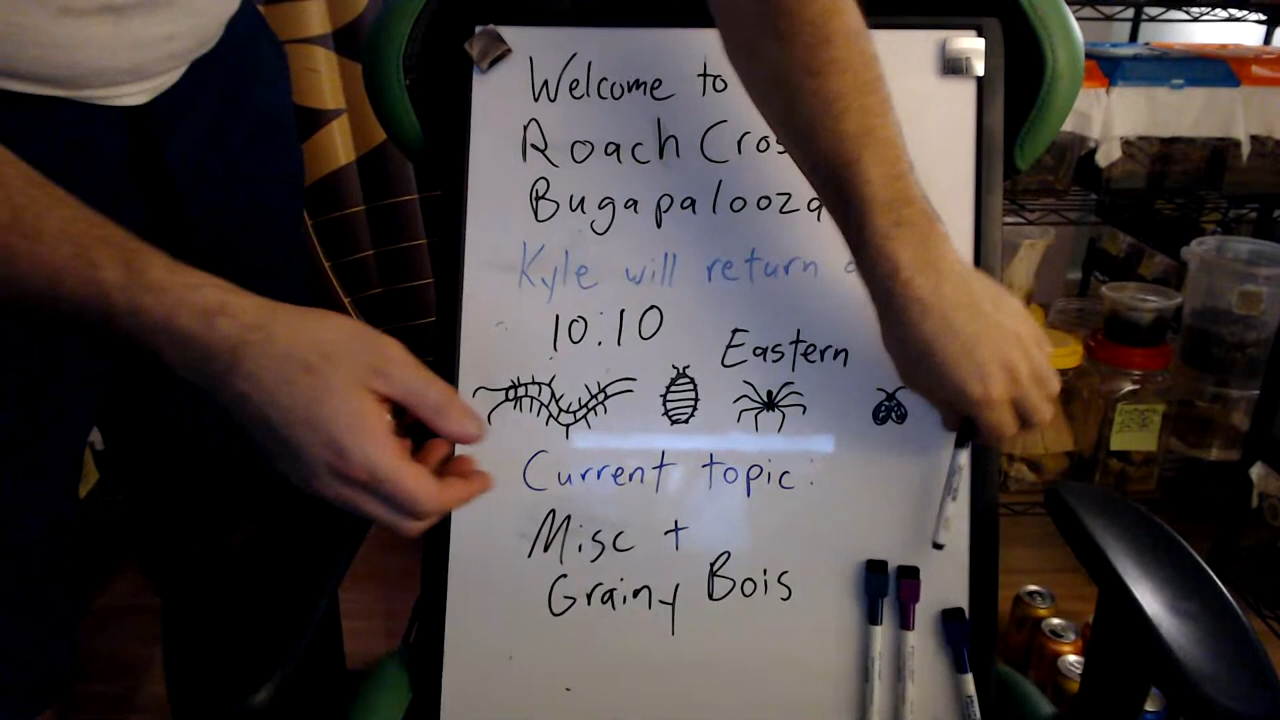 Welcome to
Roach Cros
Bugapalooza
Kyle will return
10:10
Eastern
Current topic:
Misc +
Grainy Bois